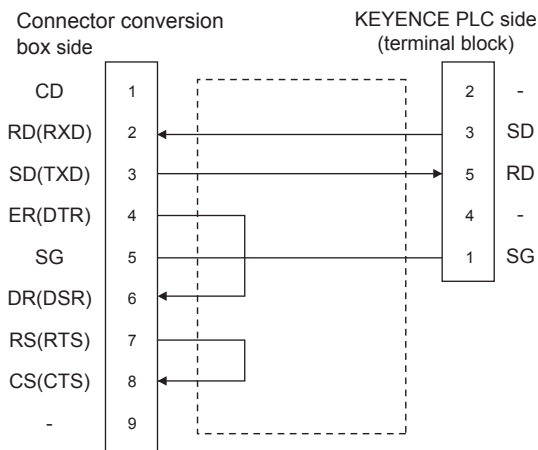 Connector conversion
box side
KEYENCE PLC side
(terminal block)
CD 1 2 -
RD(RXD) 2 3 SD
SD(TXD) 3 5 RD
ER(DTR) 4 4 -
SG 5 1 SG
DR(DSR) 6
RS(RTS) 7
CS(CTS) 8
- 9